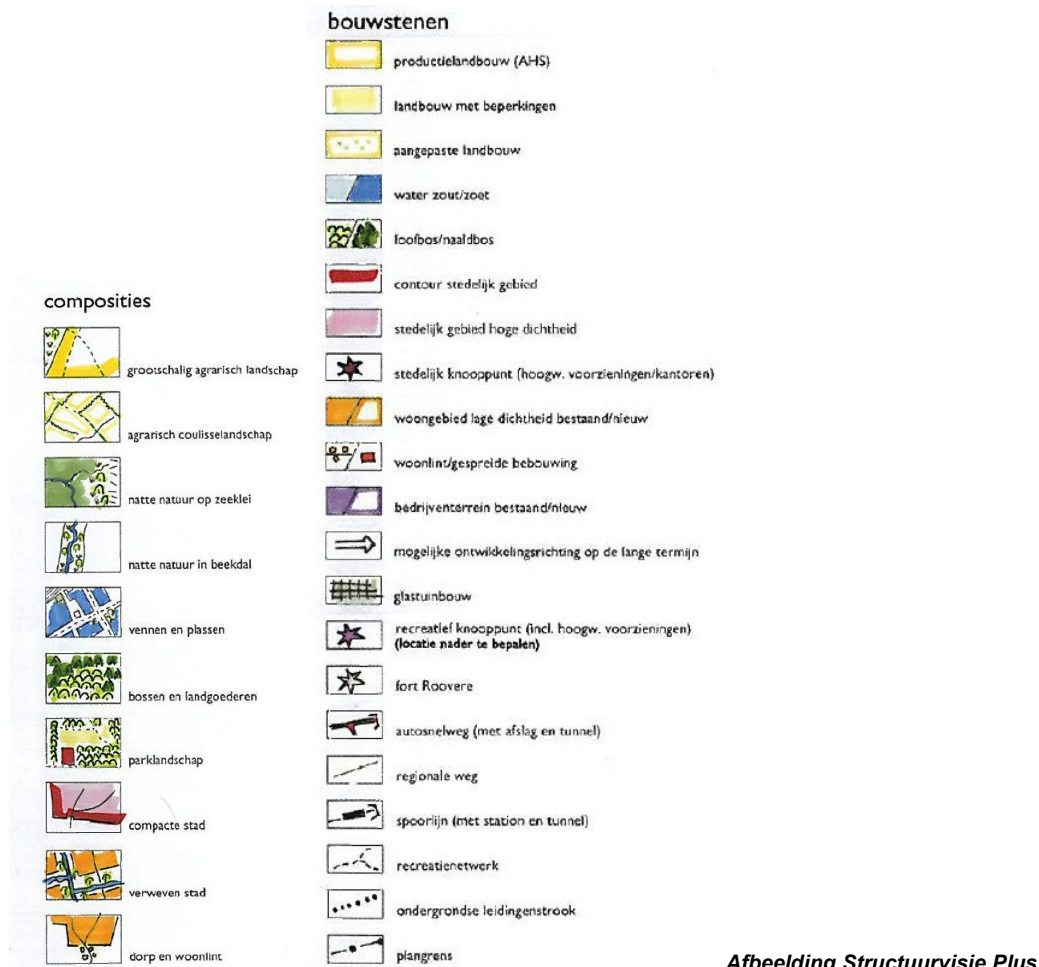 bouwstenen
productielandbouw (AHS)
landbouw met beperkingen
aangepaste landbouw
water zout/zoet
loofbos/naaldbos
contour stedelijk gebied
stedelijk gebied hoge dichtheid
stedelijk knooppunt (hoogw. voorzieningen/kantoren)
woongebied lage dichtheid bestaand/nieuw
woonlint/gespreide bebouwing
bedrijventerrein bestaand/nieuw
mogelijke ontwikkelingsrichting op de lange termijn
glastuinbouw
recreatief knooppunt (incl. hoogw. voorzieningen)
(locatie nader te bepalen)
fort Roovere
autosnelweg (met afslag en tunnel)
regionale weg
spoorlijn (met station en tunnel)
recreatienetwerk
ondergrondse leidingenstrook
plangrens
composities
grootschalig agrarisch landschap
agrarisch coulisselandschap
natte natuur op zeeklei
natte natuur in beekdal
vennen en plassen
bossen en landgoederen
parklandschap
compacte stad
verweven stad
dorp en woonlint
Afbeelding Structuurvisie Plus